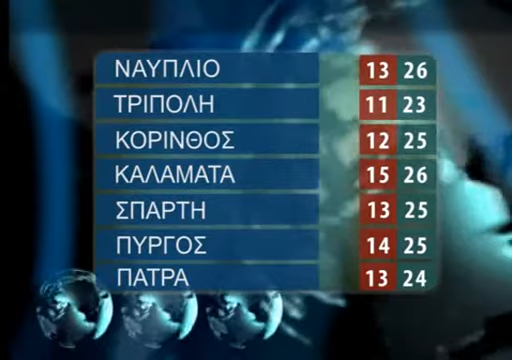 ΝΑΥΠΛΙΟ 13 26
ΤΡΙΠΟΛΗ 11 23
ΚΟΡΙΝΘΟΣ 12 25
ΚΑΛΑΜΑΤΑ 15 26
ΣΠΑΡΤΗ 13 25
ΠΥΡΓΟΣ 14 25
ΠΑΤΡΑ 13 24